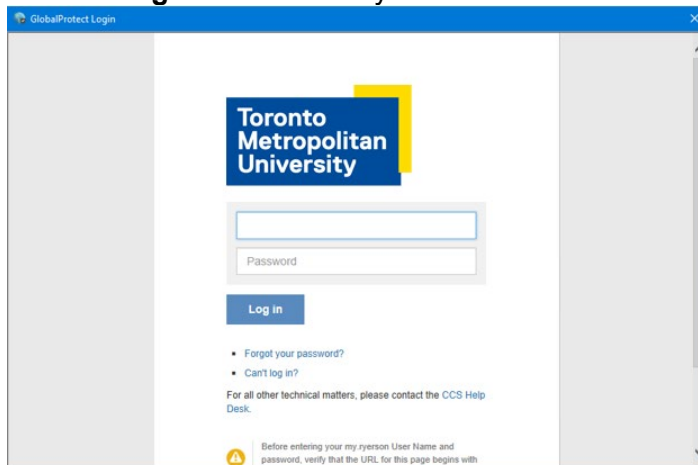 GlobalProtect Login
Toronto
Metropolitan
University
Password
Log in
Forgot your password?
Can't log in?
For all other technical matters, please contact the CCS Help
Desk.
Before entering your my.ryerson User Name and
password, verify that the URL for this page begins with